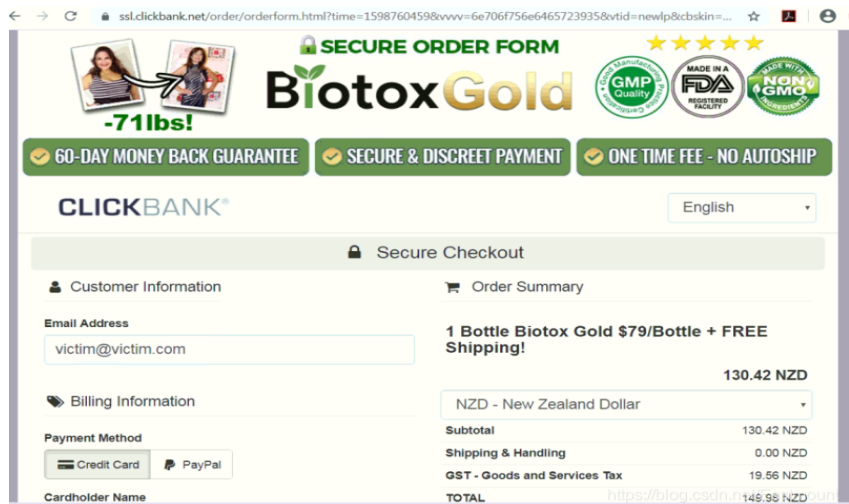 ssl.clickbank.net/order/orderform.html?time=1598760459&vvvv=6e706f756e6465723935&vtid=newlp&cbskin=...
SECURE ORDER FORM
BiotoxGold
-71lbs!
Good Manufacturing Practice Certification
GMP
Quality
MADE IN A
FDA
REGISTERED
FACILITY
MADE WITH
NON
GMO
INGREDIENTS
60-DAY MONEY BACK GUARANTEE
SECURE & DISCREET PAYMENT
ONE TIME FEE - NO AUTOSHIP
CLICKBANK®
English
Secure Checkout
Customer Information
Email Address
victim@victim.com
Billing Information
Payment Method
Credit Card
PayPal
Cardholder Name
Order Summary
1 Bottle Biotox Gold $79/Bottle + FREE
Shipping!
130.42 NZD
NZD - New Zealand Dollar
Subtotal 130.42 NZD
Shipping & Handling 0.00 NZD
GST - Goods and Services Tax 19.56 NZD
TOTAL 149.98 NZD